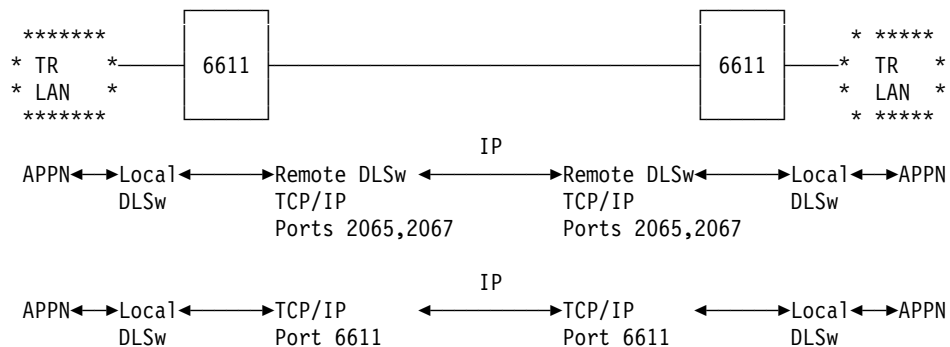 ******* * *****
* TR * 6611 6611 * TR *
* LAN * * LAN *
******* * *****
IP
APPN Local Remote DLSw Remote DLSw Local APPN
DLSw TCP/IP TCP/IP DLSw
Ports 2065,2067 Ports 2065,2067
IP
APPN Local TCP/IP TCP/IP Local APPN
DLSw Port 6611 Port 6611 DLSw